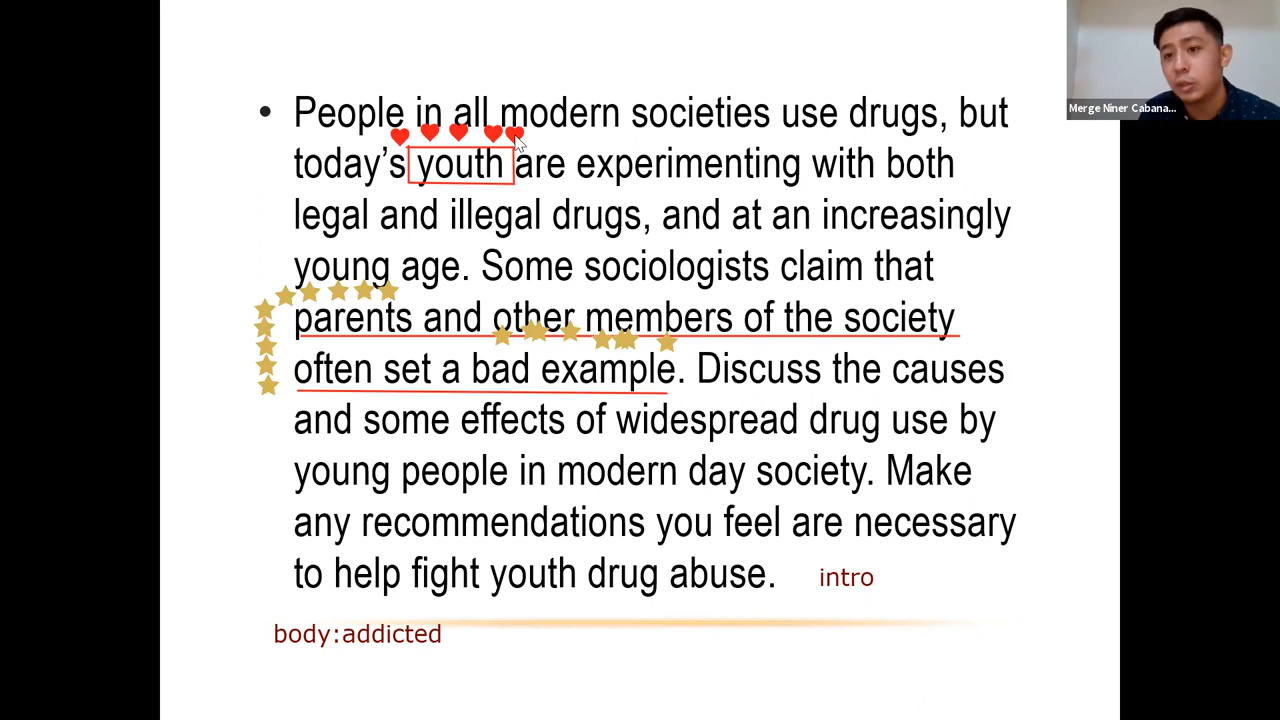 Merge Niner Cabana...
• People in all modern societies use drugs, but
today’s youth are experimenting with both
legal and illegal drugs, and at an increasingly
young age. Some sociologists claim that
parents and other members of the society
often set a bad example. Discuss the causes
and some effects of widespread drug use by
young people in modern day society. Make
any recommendations you feel are necessary
to help fight youth drug abuse.
intro
body:addicted